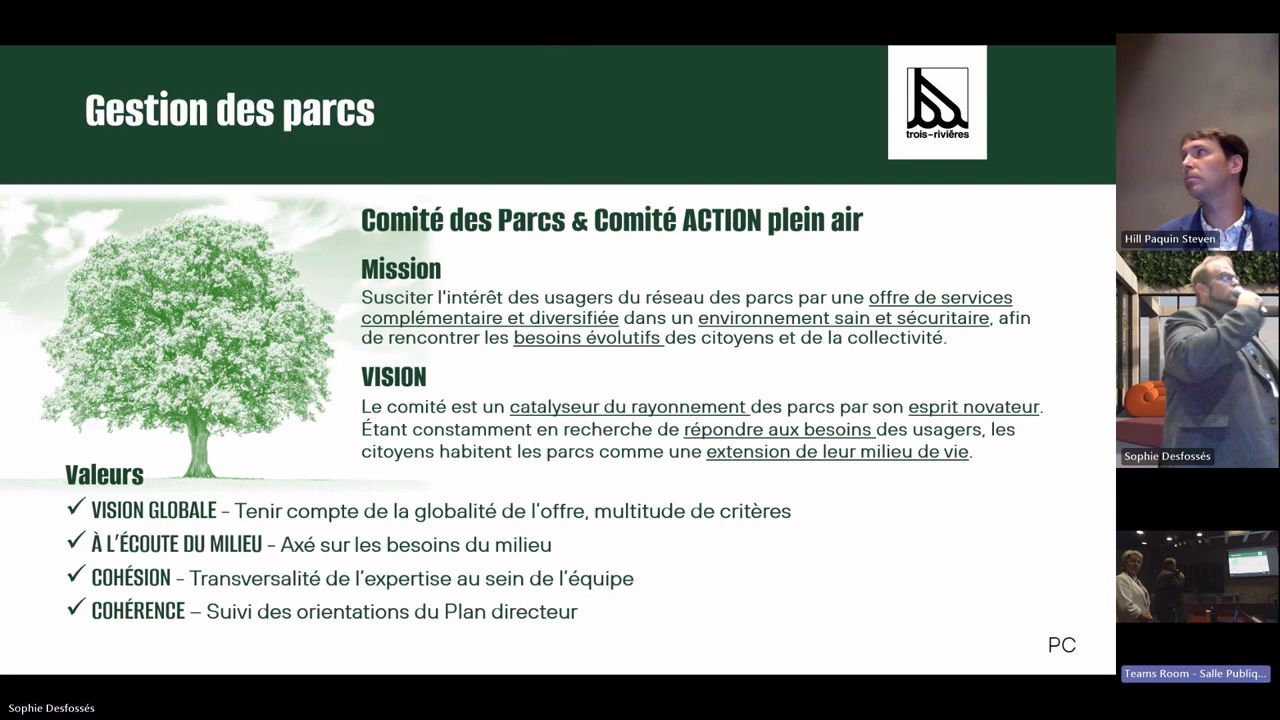 Gestion des parcs
trois-rivières
Comité des Parcs & Comité ACTION plein air
Mission
Susciter l'intérêt des usagers du réseau des parcs par une offre de services
complémentaire et diversifiée dans un environnement sain et sécuritaire, afin
de rencontrer les besoins évolutifs des citoyens et de la collectivité.
VISION
Le comité est un catalyseur du rayonnement des parcs par son esprit novateur.
Étant constamment en recherche de répondre aux besoins des usagers, les
citoyens habitent les parcs comme une extension de leur milieu de vie.
Valeurs
✓ VISION GLOBALE - Tenir compte de la globalité de l’offre, multitude de critères
✓ À L’ÉCOUTE DU MILIEU - Axé sur les besoins du milieu
✓ COHÉSION - Transversalité de l’expertise au sein de l’équipe
✓ COHÉRENCE – Suivi des orientations du Plan directeur
PC
Hill Paquin Steven
Sophie Desfossés
Teams Room - Salle Publiq...
Sophie Desfossés